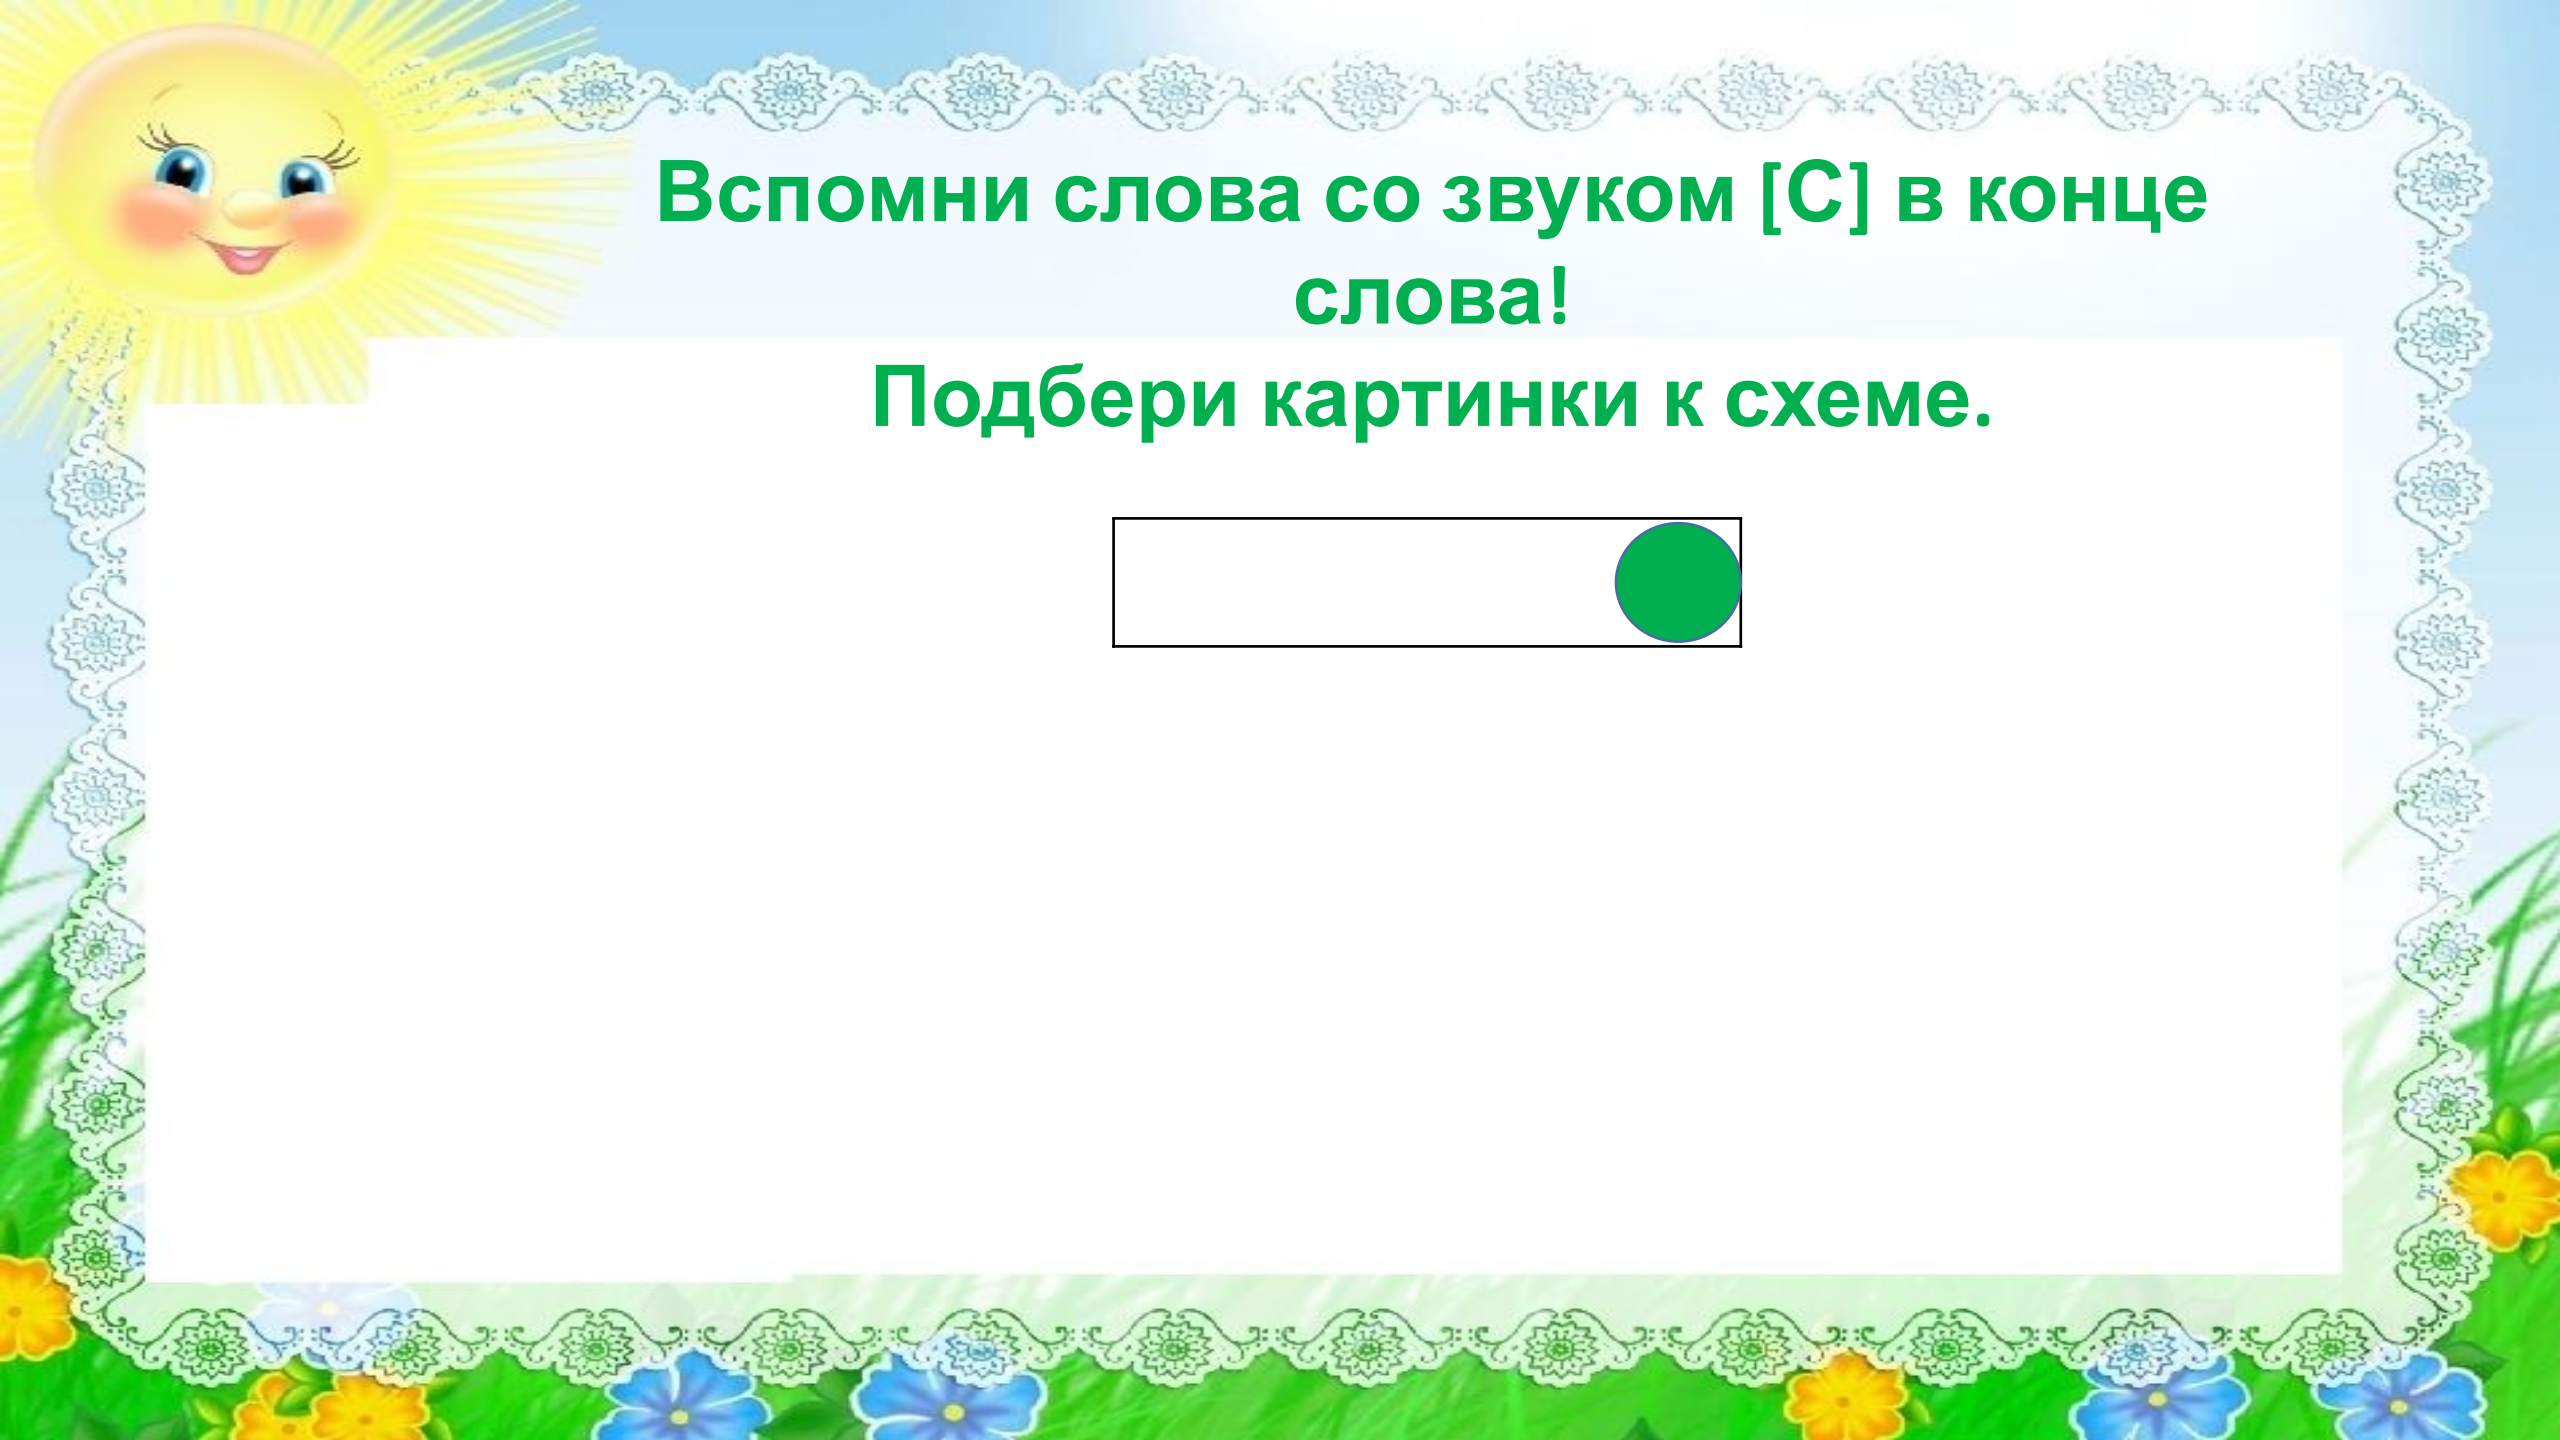 Вспомни слова со звуком [С] в конце
слова!
Подбери картинки к схеме.